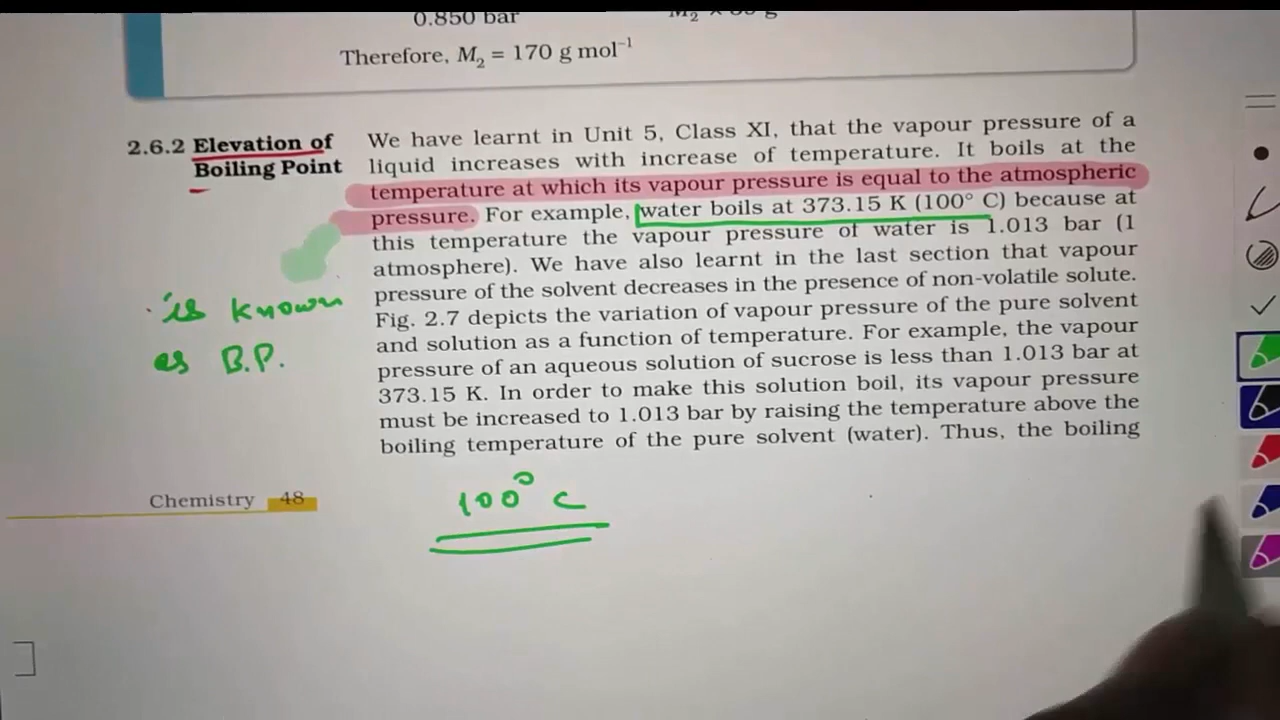 0.850 bar
Therefore, M₂ = 170 g mol⁻¹
2.6.2 Elevation of
Boiling Point
We have learnt in Unit 5, Class XI, that the vapour pressure of a
liquid increases with increase of temperature. It boils at the
temperature at which its vapour pressure is equal to the atmospheric
pressure. For example, water boils at 373.15 K (100° C) because at
this temperature the vapour pressure of water is 1.013 bar (1
atmosphere). We have also learnt in the last section that vapour
pressure of the solvent decreases in the presence of non-volatile solute.
Fig. 2.7 depicts the variation of vapour pressure of the pure solvent
and solution as a function of temperature. For example, the vapour
pressure of an aqueous solution of sucrose is less than 1.013 bar at
373.15 K. In order to make this solution boil, its vapour pressure
must be increased to 1.013 bar by raising the temperature above the
boiling temperature of the pure solvent (water). Thus, the boiling
is known
as B.P.
100° C
Chemistry 48